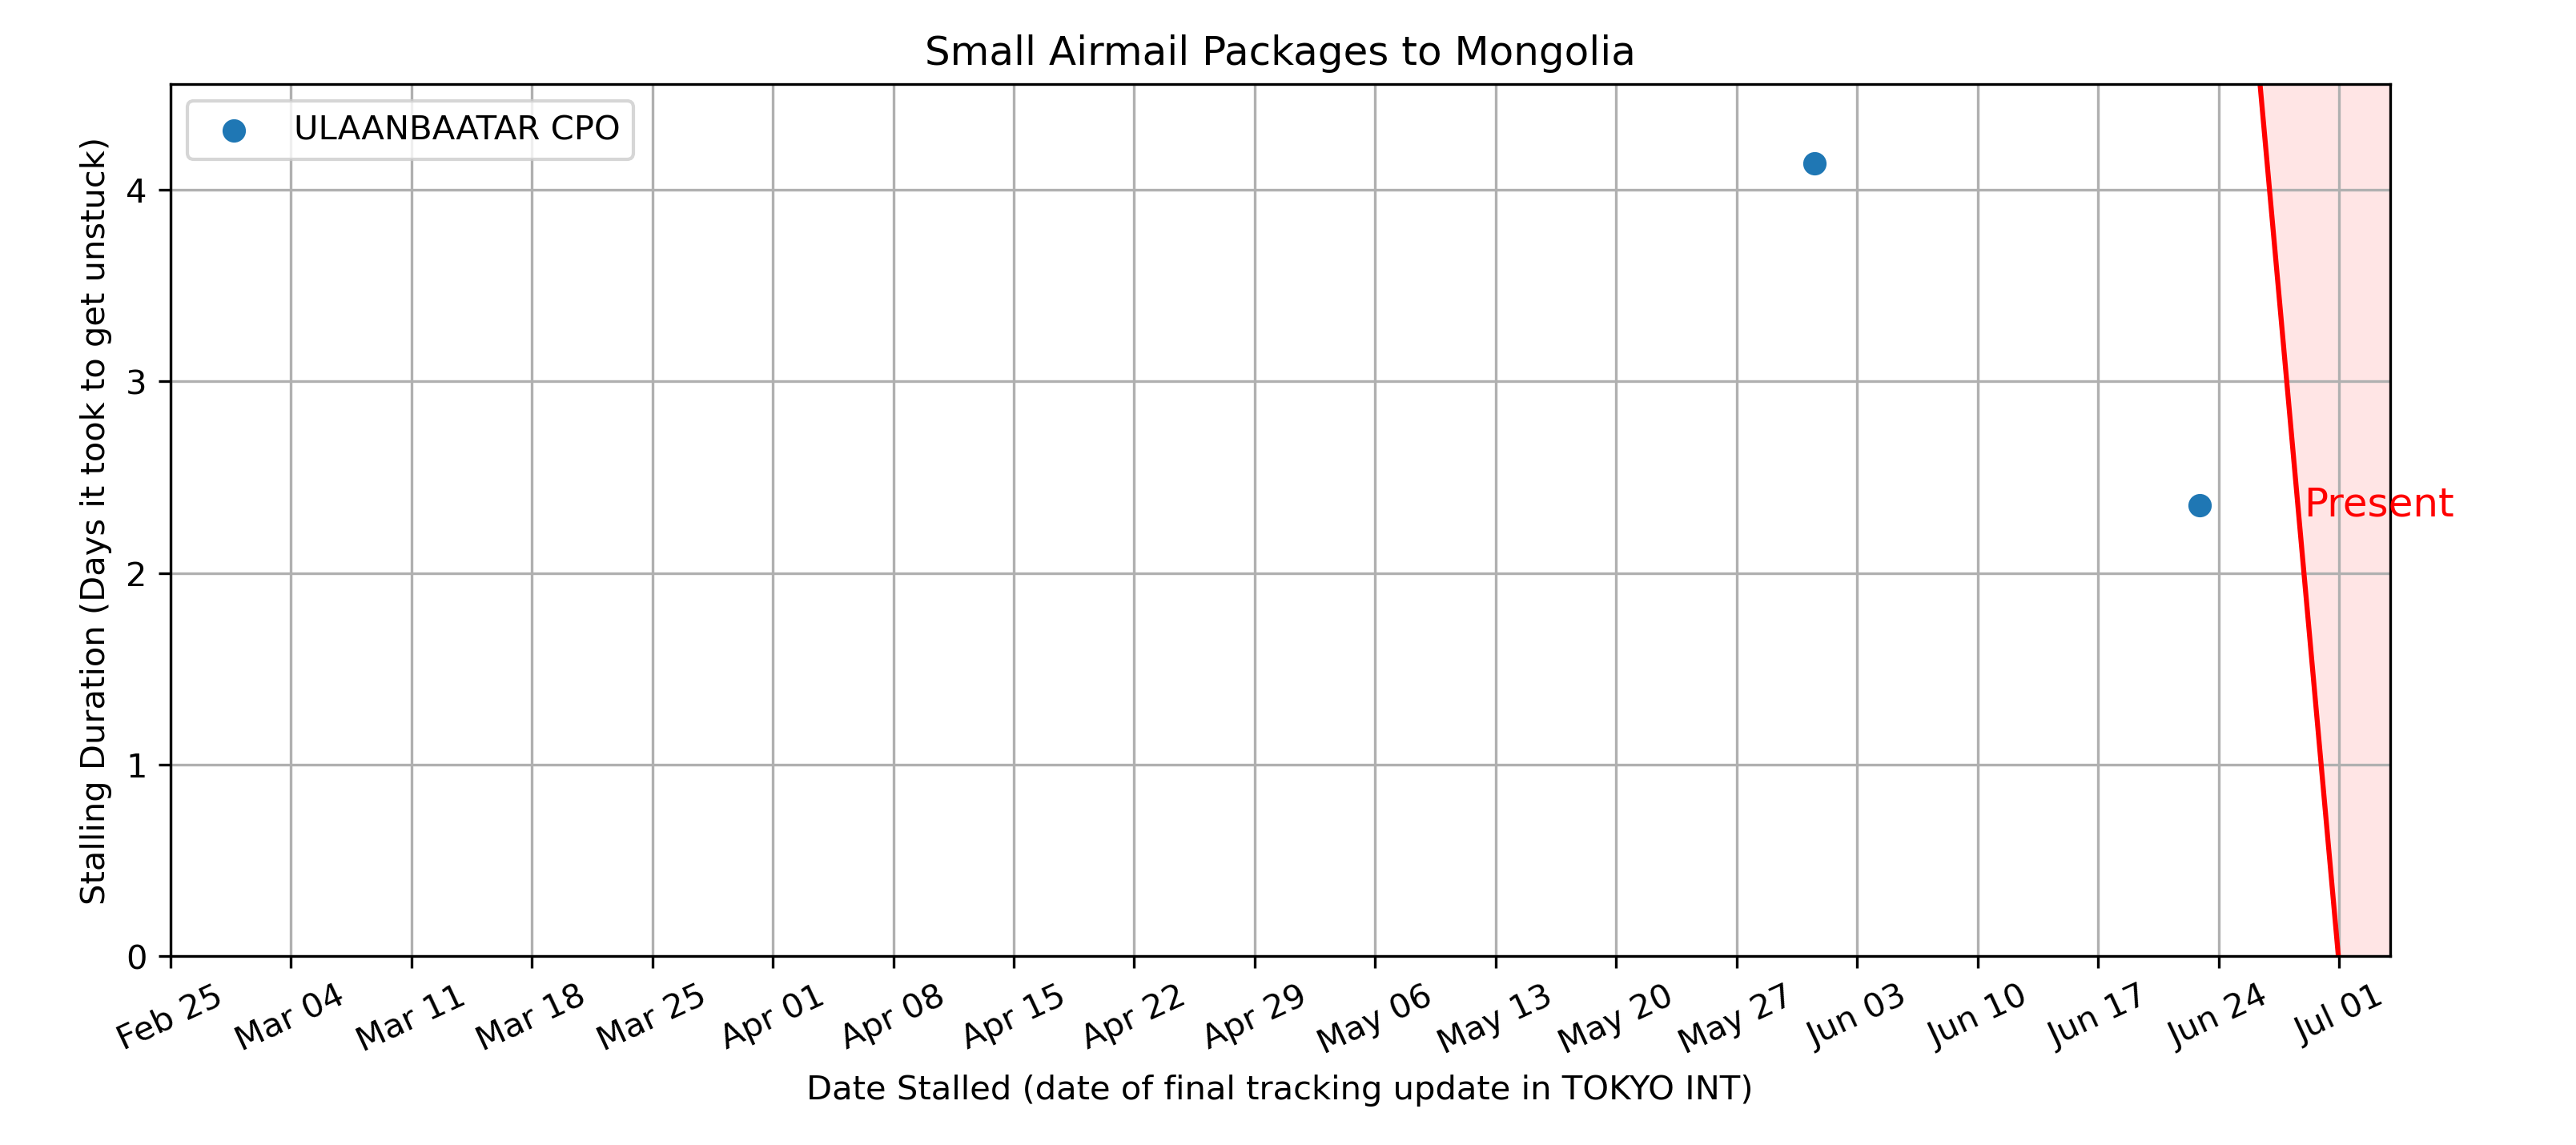 Small Airmail Packages to Mongolia
ULAANBAATAR CPO
Stalling Duration (Days it took to get unstuck)
4
3
2
1
0
Present
Feb 25
Mar 04
Mar 11
Mar 18
Mar 25
Apr 01
Apr 08
Apr 15
Apr 22
Apr 29
May 06
May 13
May 20
May 27
Jun 03
Jun 10
Jun 17
Jun 24
Jul 01
Date Stalled (date of final tracking update in TOKYO INT)